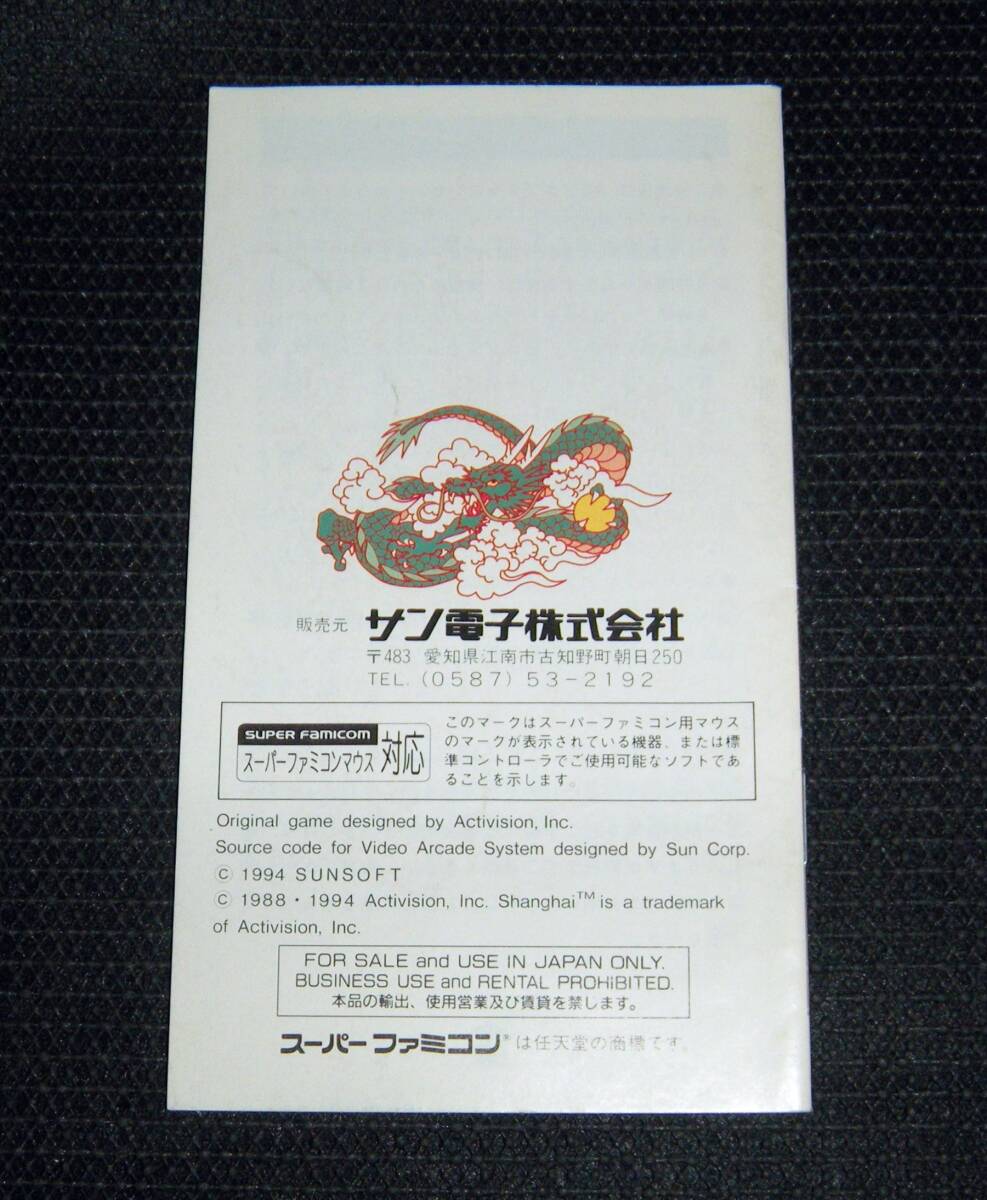 販売元 サン電子株式会社
〒483 愛知県江南市古知野町朝日250
TEL. (0587) 53-2192
SUPER FAMICOM
スーパーファミコンマウス 対応
このマークはスーパーファミコン用マウス
のマークが表示されている機器、または標
準コントローラでご使用可能なソフトであ
ることを示します。
Original game designed by Activision, Inc.
Source code for Video Arcade System designed by Sun Corp.
© 1994 SUNSOFT
© 1988・1994 Activision, Inc. Shanghai™ is a trademark
of Activision, Inc.
FOR SALE and USE IN JAPAN ONLY.
BUSINESS USE and RENTAL PROHiBITED.
本品の輸出、使用営業及び賃貸を禁じます。
スーパーファミコン®は任天堂の商標です。